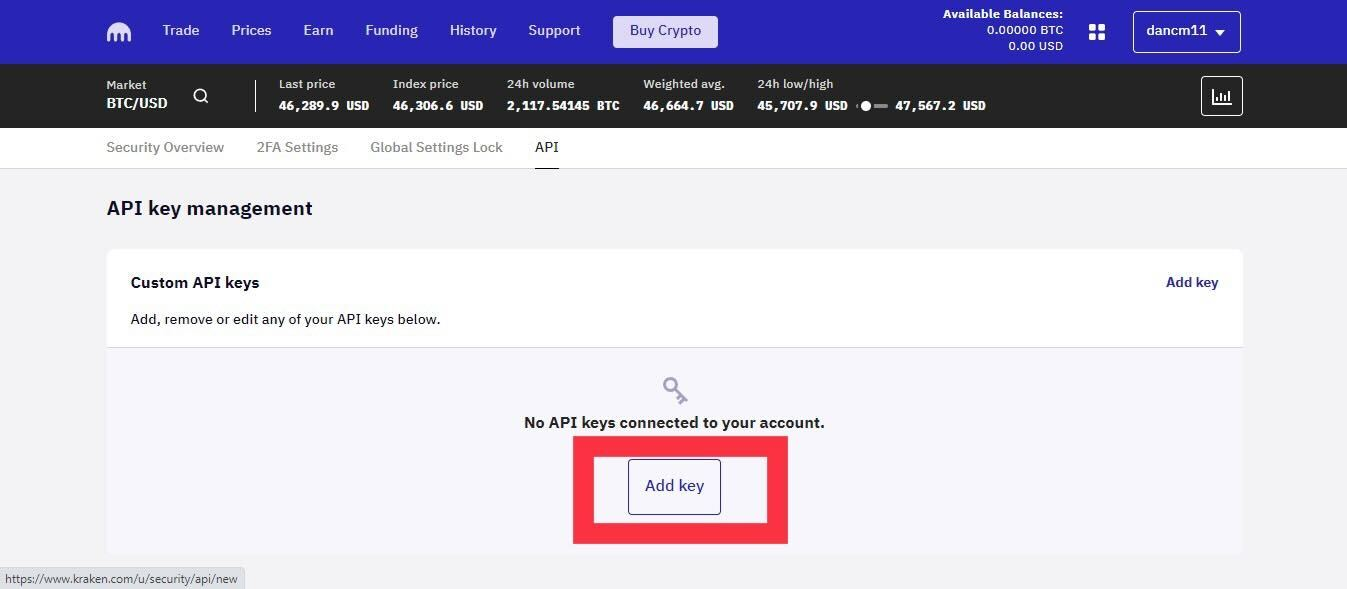 Trade Prices Earn Funding History Support Buy Crypto
Available Balances:
0.00000 BTC
0.00 USD
dancm11
Market
BTC/USD
Last price
46,289.9 USD
Index price
46,306.6 USD
24h volume
2,117.54145 BTC
Weighted avg.
46,664.7 USD
24h low/high
45,707.9 USD 47,567.2 USD
Security Overview 2FA Settings Global Settings Lock API
API key management
Custom API keys
Add key
Add, remove or edit any of your API keys below.
No API keys connected to your account.
Add key
https://www.kraken.com/u/security/api/new